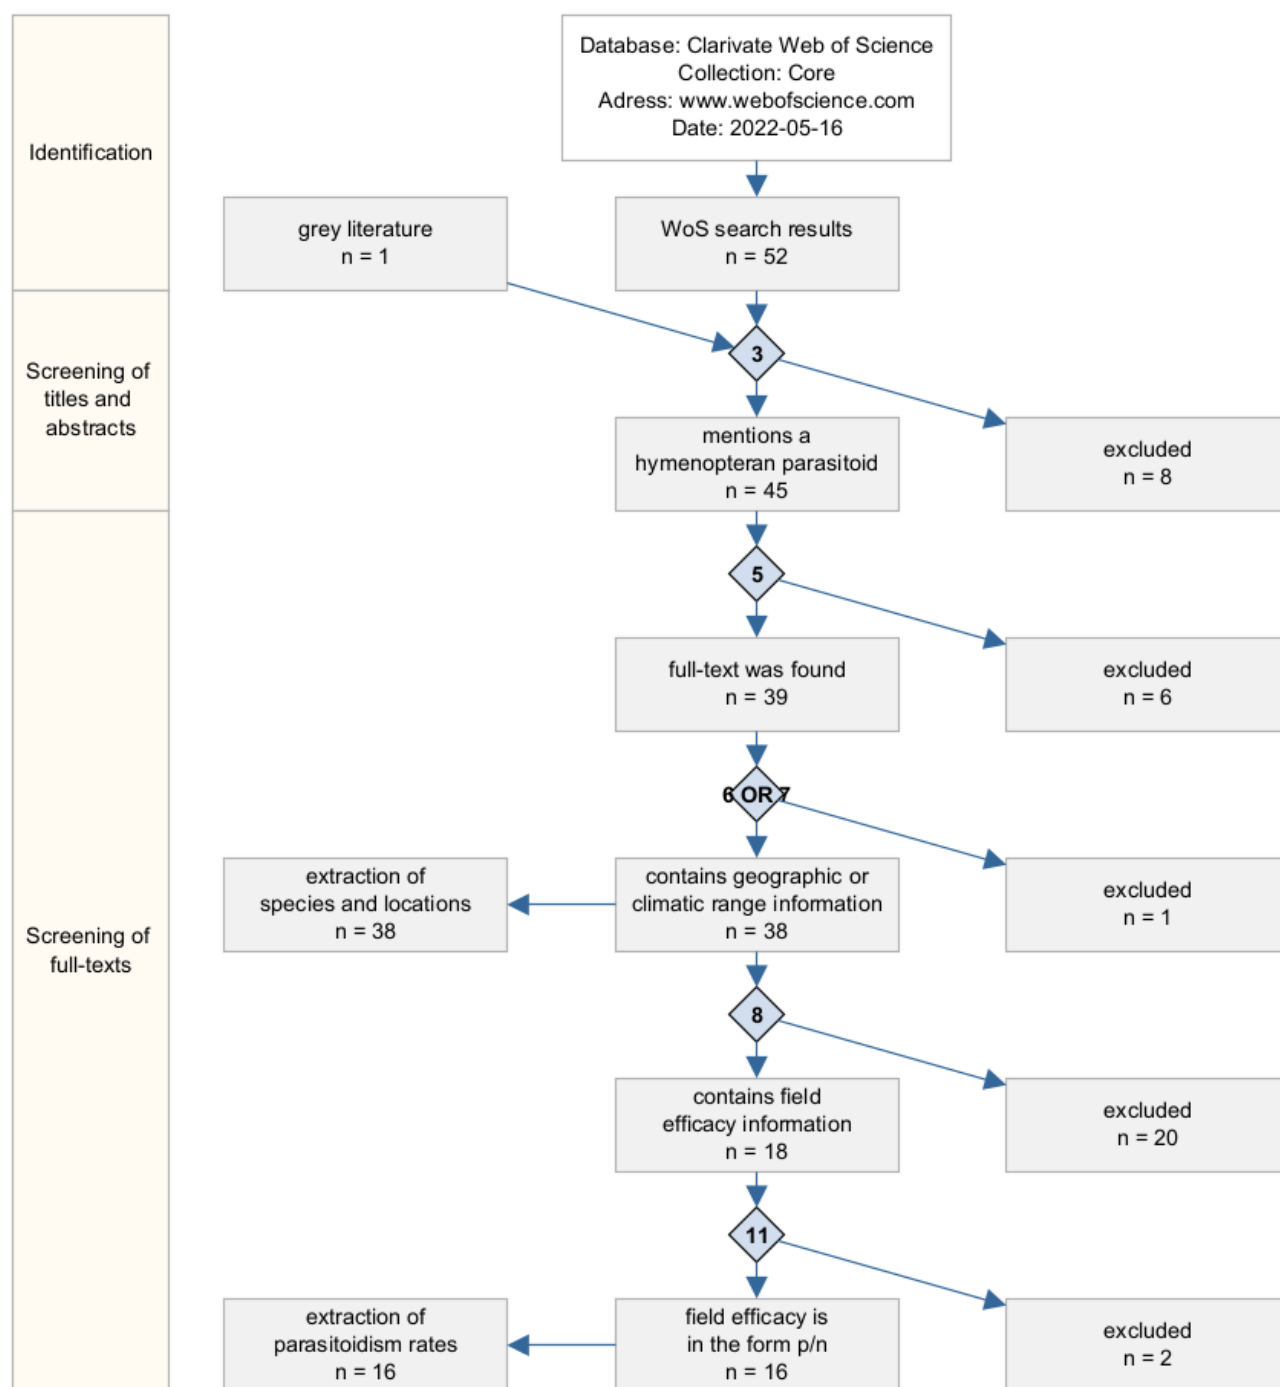 Identification
Database: Clarivate Web of Science
Collection: Core
Adress: www.webofscience.com
Date: 2022-05-16
grey literature
n = 1
WoS search results
n = 52
Screening of
titles and
abstracts
3
mentions a
hymenopteran parasitoid
n = 45
excluded
n = 8
Screening of
full-texts
5
full-text was found
n = 39
excluded
n = 6
6 OR 7
extraction of
species and locations
n = 38
contains geographic or
climatic range information
n = 38
excluded
n = 1
8
contains field
efficacy information
n = 18
excluded
n = 20
11
extraction of
parasitoidism rates
n = 16
field efficacy is
in the form p/n
n = 16
excluded
n = 2